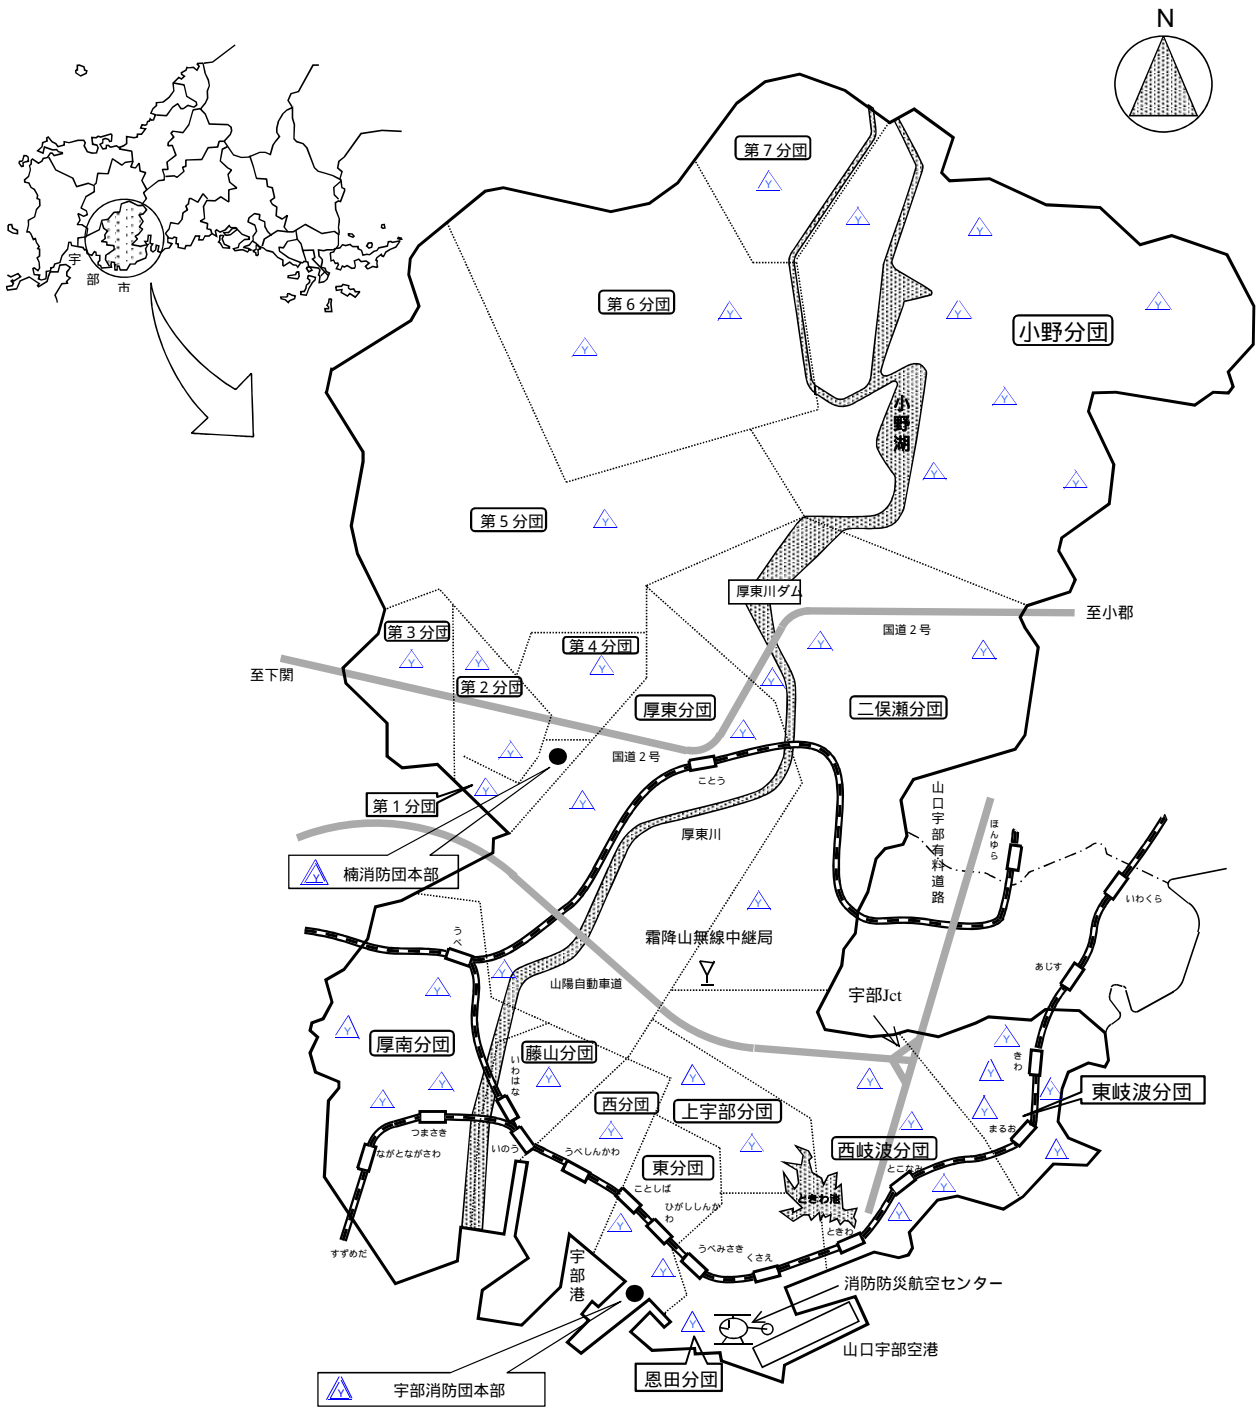 N
宇
部
市
第７分団
第６分団
小野分団
小野湖
第５分団
厚東川ダム
至小郡
国道２号
第３分団
第４分団
至下関
第２分団
厚東分団
二俣瀬分団
国道２号
ことう
第１分団
厚東川
山口宇部有料道路
ほんゆら
楠消防団本部
いわくら
うべ
霜降山無線中継局
あじす
山陽自動車道
宇部Jct
厚南分団
藤山分団
いわはな
きわ
東岐波分団
西分団
上宇部分団
つまさき
まるお
ながとながさわ
いのう
うべしんかわ
西岐波分団
東分団
とこなみ
ことしば
ときわ湾
ひがししんか
わ
ときわ
すずめだ
うべみさき
くさえ
宇部港
消防防災航空センター
山口宇部空港
恩田分団
宇部消防団本部